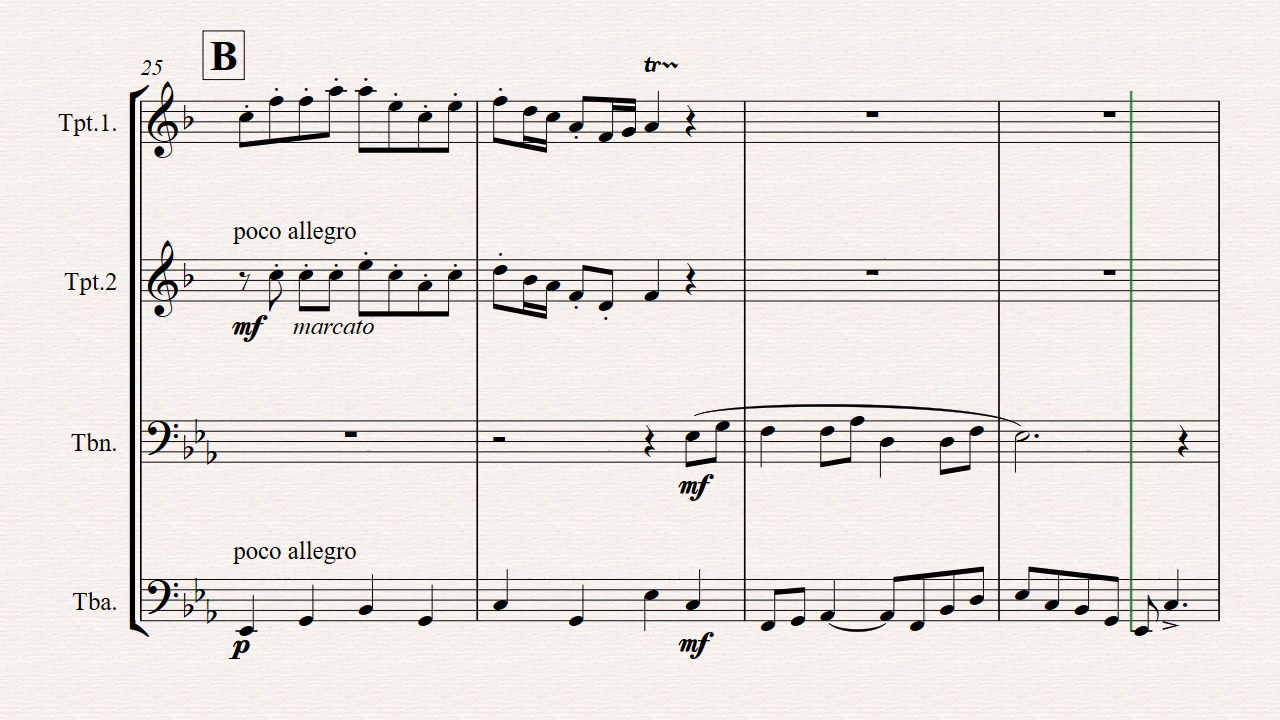 25
B
tr
Tpt.1.
poco allegro
Tpt.2
mf marcato
Tbn.
mf
poco allegro
Tba.
p mf